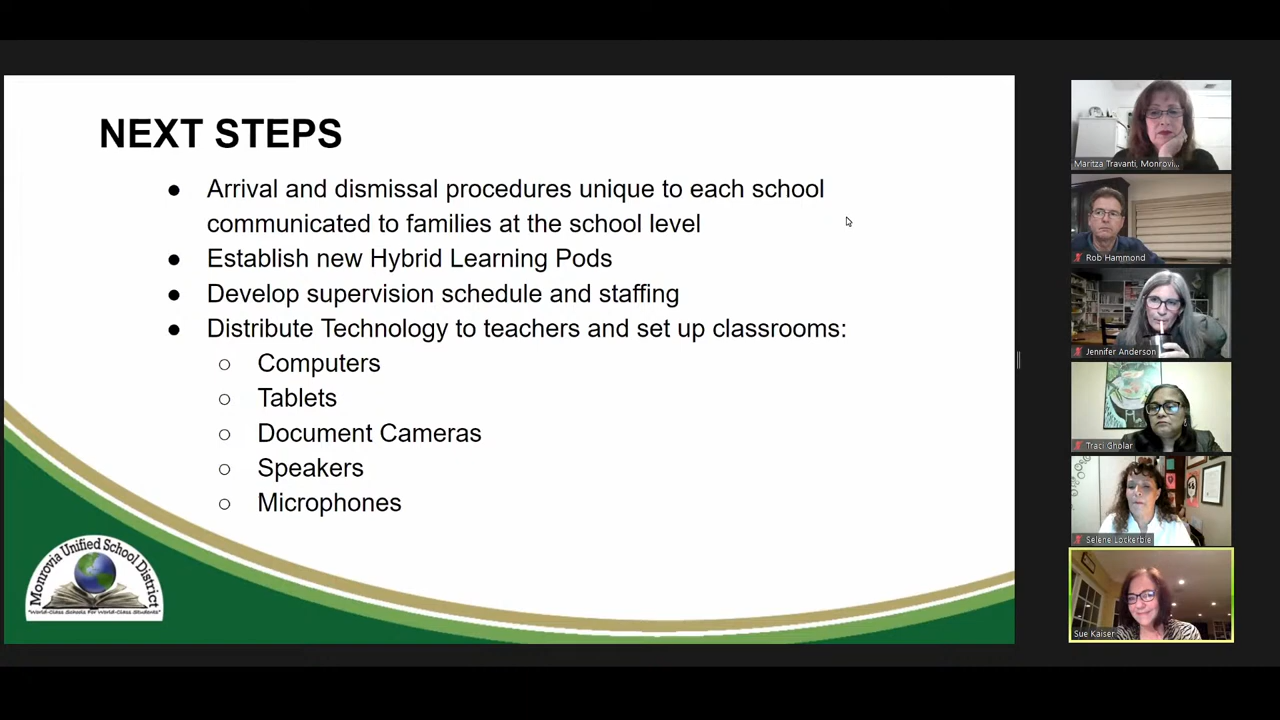 NEXT STEPS
● Arrival and dismissal procedures unique to each school
communicated to families at the school level
● Establish new Hybrid Learning Pods
● Develop supervision schedule and staffing
● Distribute Technology to teachers and set up classrooms:
○ Computers
○ Tablets
○ Document Cameras
○ Speakers
○ Microphones
Monrovia Unified School District
"World-Class Schools For World-Class Students"
Maritza Travanti, Monrovi...
Rob Hammond
Jennifer Anderson
Traci Gholar
Selene Lockerbie
Sue Kaiser